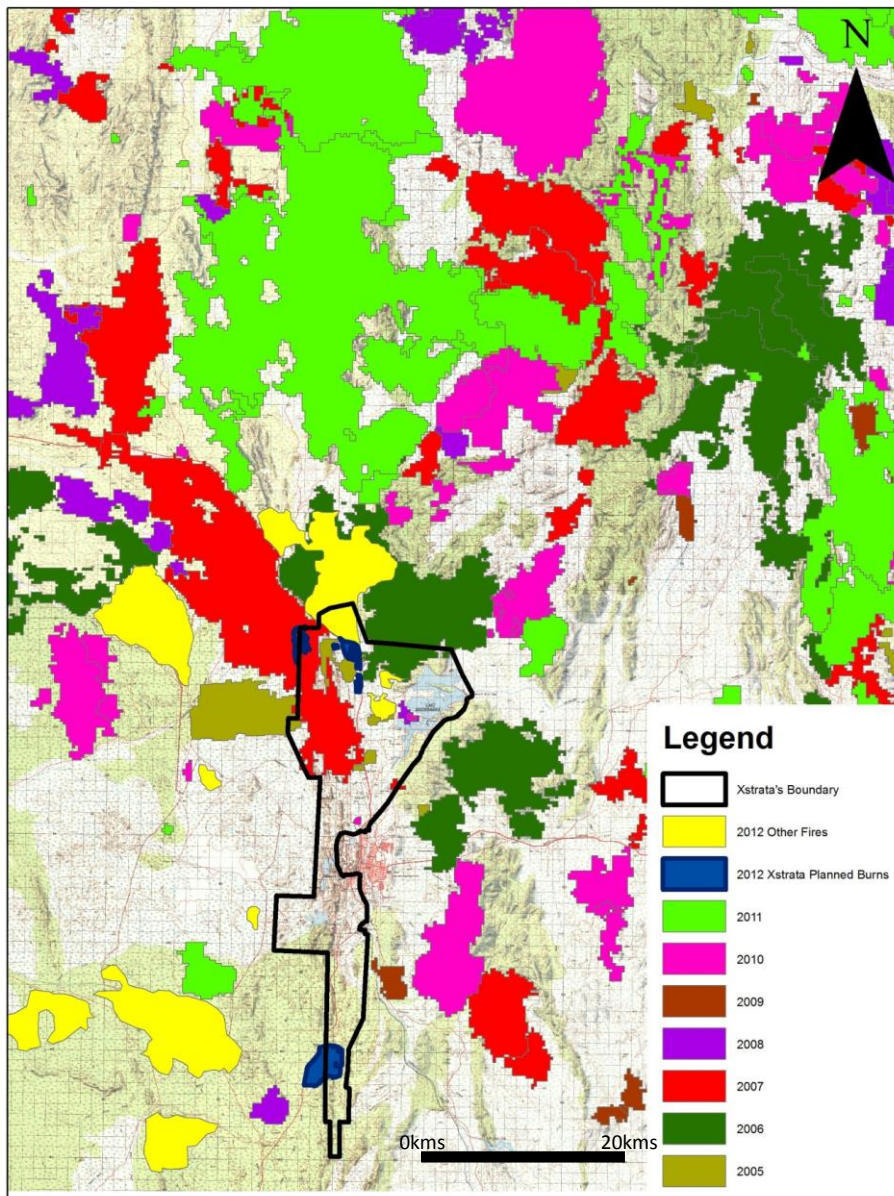 N
LAKE
Legend
Xstrata's Boundary
2012 Other Fires
2012 Xstrata Planned Burns
2011
2010
2009
2008
2007
2006
2005
0kms 20kms